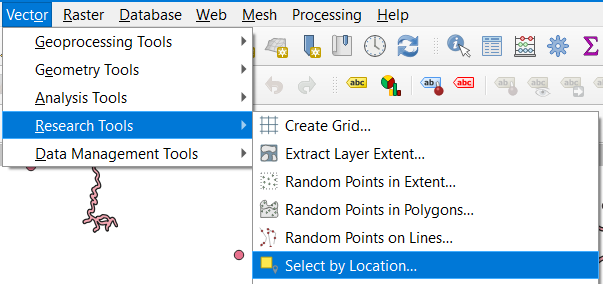 Vector Raster Database Web Mesh Processing Help
Geoprocessing Tools
Geometry Tools
abc ab abc
Analysis Tools
Research Tools
Create Grid...
Data Management Tools
Extract Layer Extent...
Random Points in Extent...
Random Points in Polygons...
Random Points on Lines...
Select by Location...